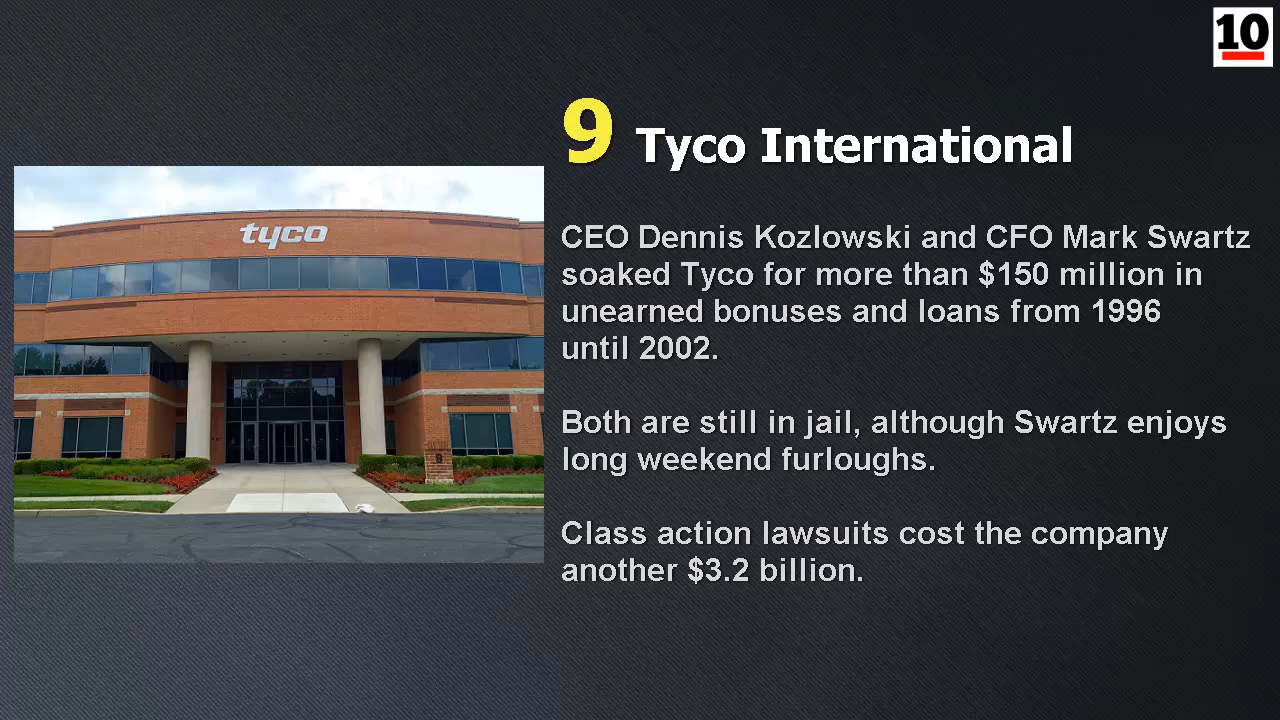 10
9 Tyco International
tyco
CEO Dennis Kozlowski and CFO Mark Swartz
soaked Tyco for more than $150 million in
unearned bonuses and loans from 1996
until 2002.
Both are still in jail, although Swartz enjoys
long weekend furloughs.
Class action lawsuits cost the company
another $3.2 billion.
9